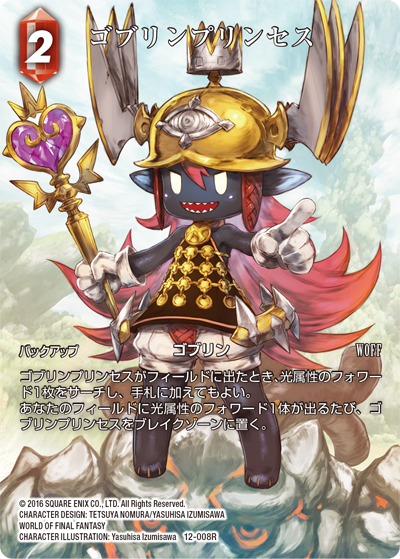 2
ゴブリンプリンセス
バックアップ ゴブリン WOFF
ゴブリンプリンセスがフィールドに出たとき、光属性のフォワー
ド1枚をサーチし、手札に加えてもよい。
あなたのフィールドに光属性のフォワード1体が出るたび、ゴ
ブリンプリンセスをブレイクゾーンに置く。
© 2016 SQUARE ENIX CO., LTD. All Rights Reserved.
CHARACTER DESIGN: TETSUYA NOMURA/YASUHISA IZUMISAWA
WORLD OF FINAL FANTASY
CHARACTER ILLUSTRATION: Yasuhisa Izumisawa 12-008R